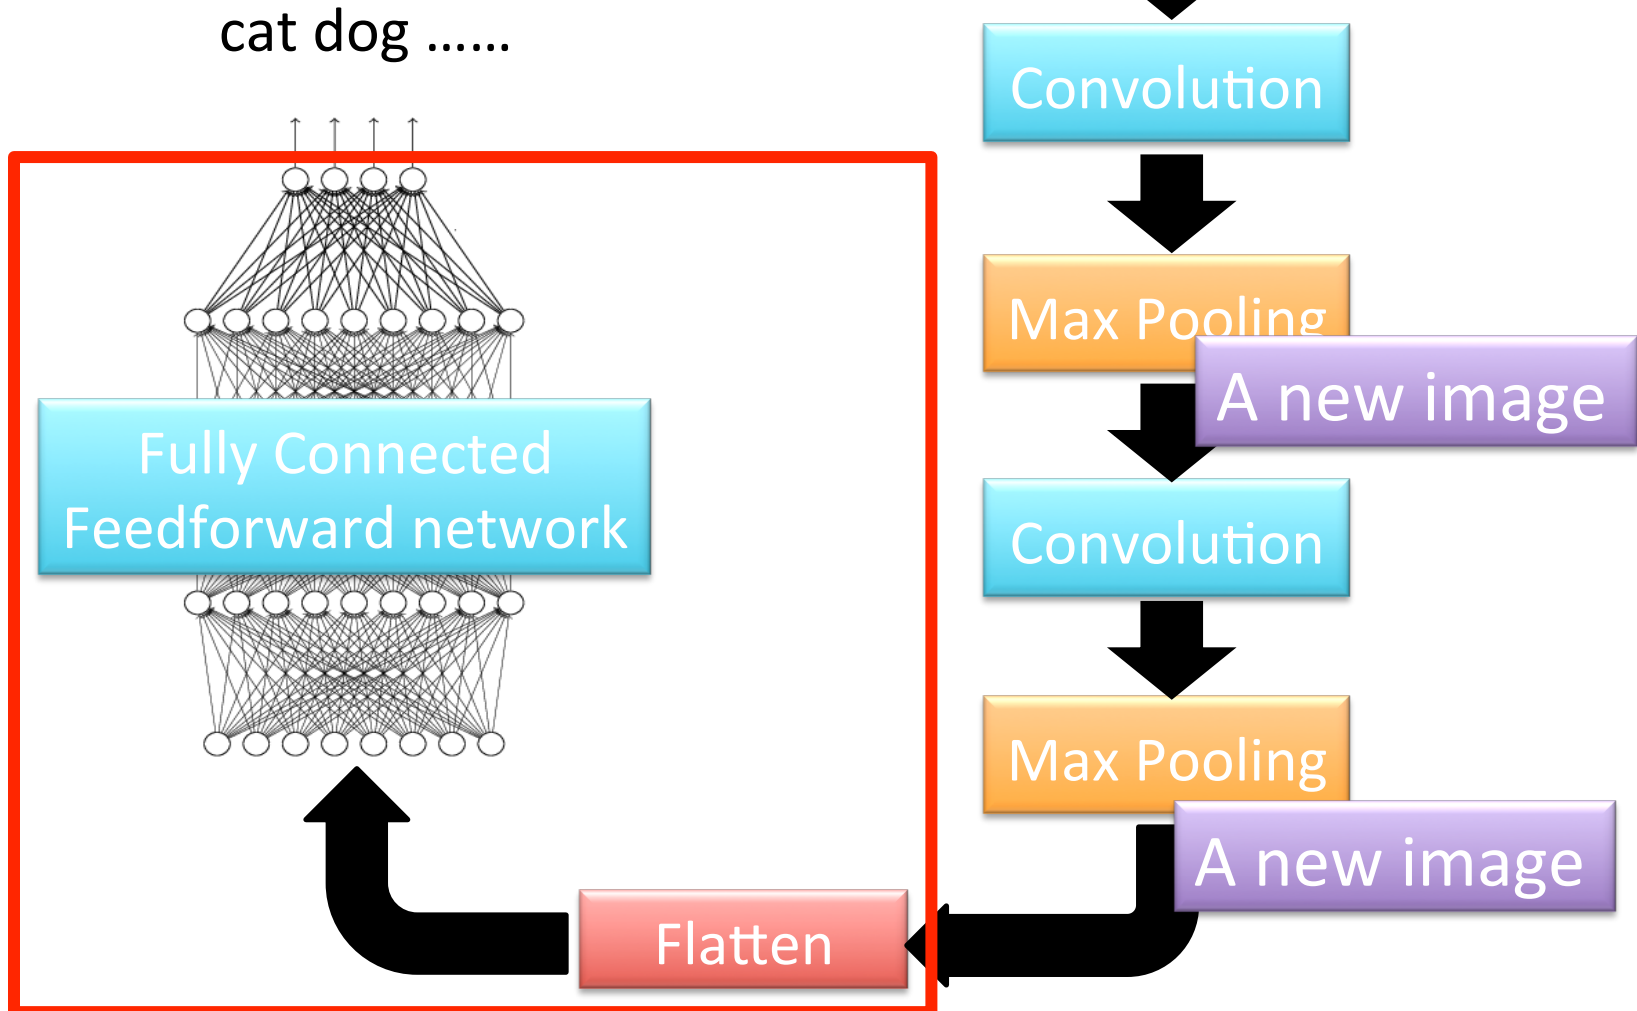 cat dog ……
Convolution
Max Pooling
A new image
Convolution
Max Pooling
A new image
Flatten
Fully Connected
Feedforward network